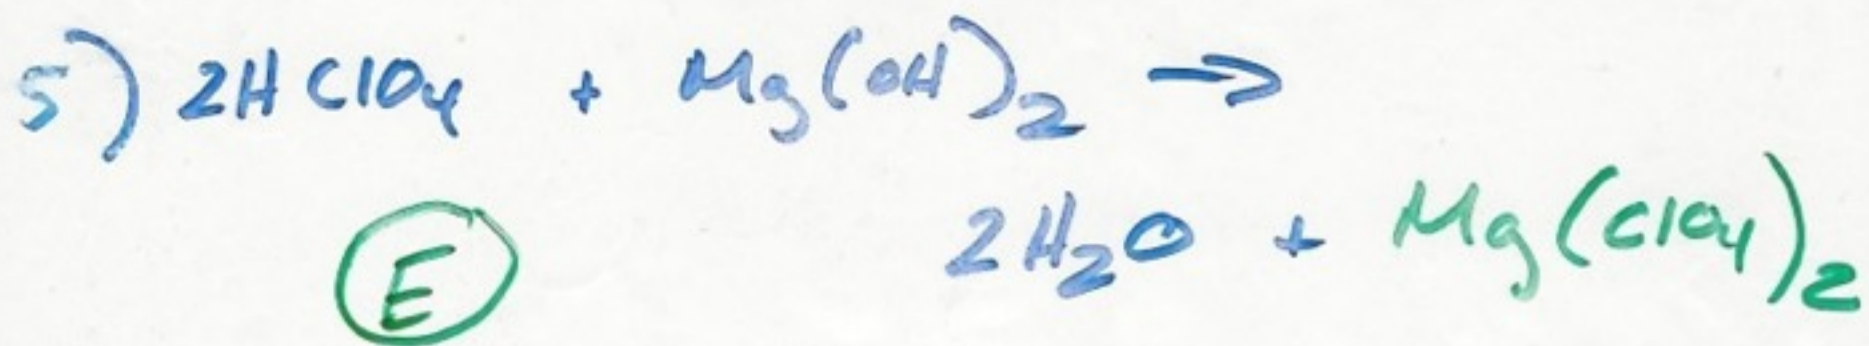 5) 2HClO₄ + Mg(OH)₂ →
2H₂O + Mg(ClO₄)₂
E